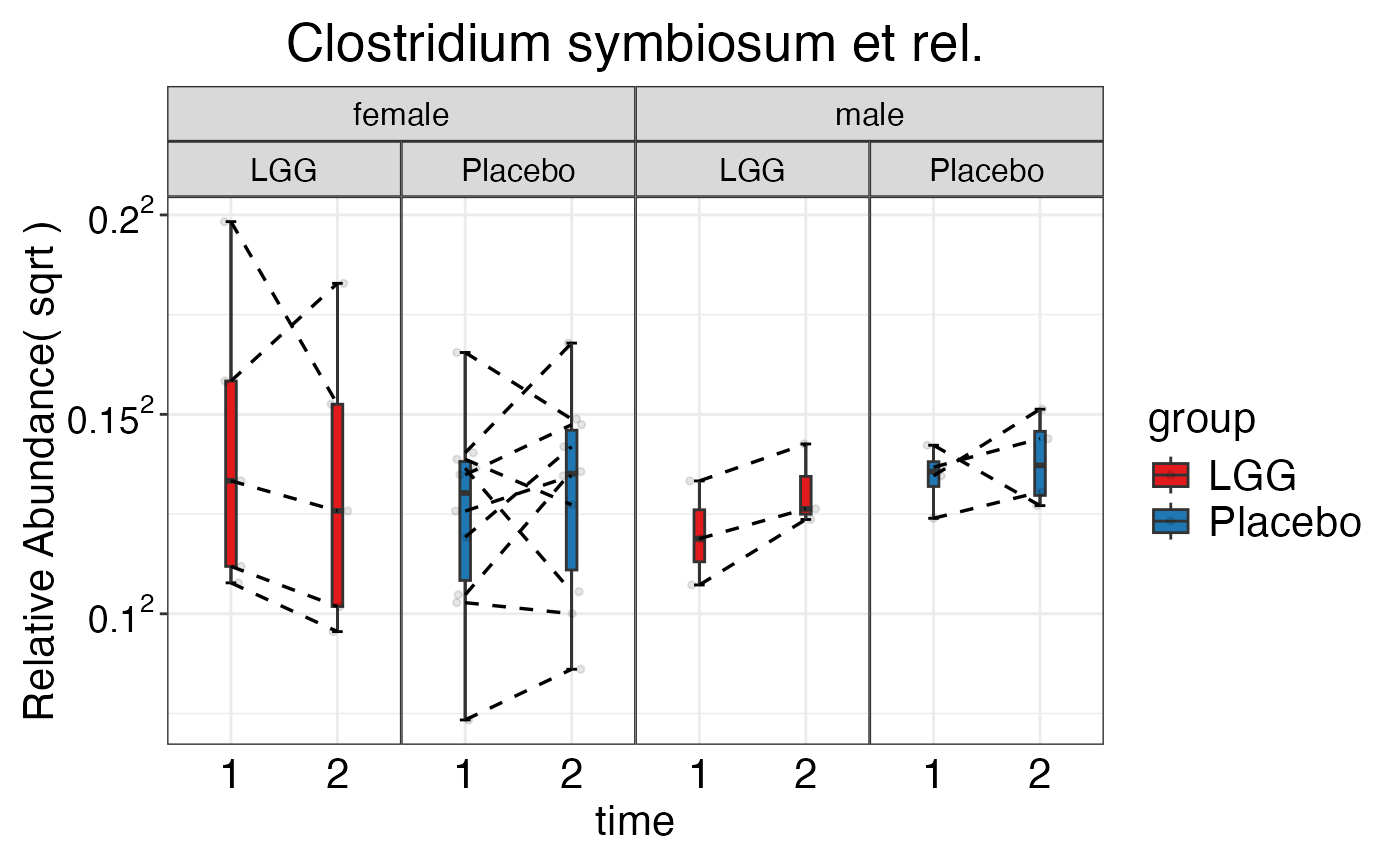 Clostridium symbiosum et rel.
female male
LGG Placebo LGG Placebo
0.2²
0.15²
0.1²
Relative Abundance( sqrt )
1 2 1 2 1 2 1 2
time
group
LGG
Placebo